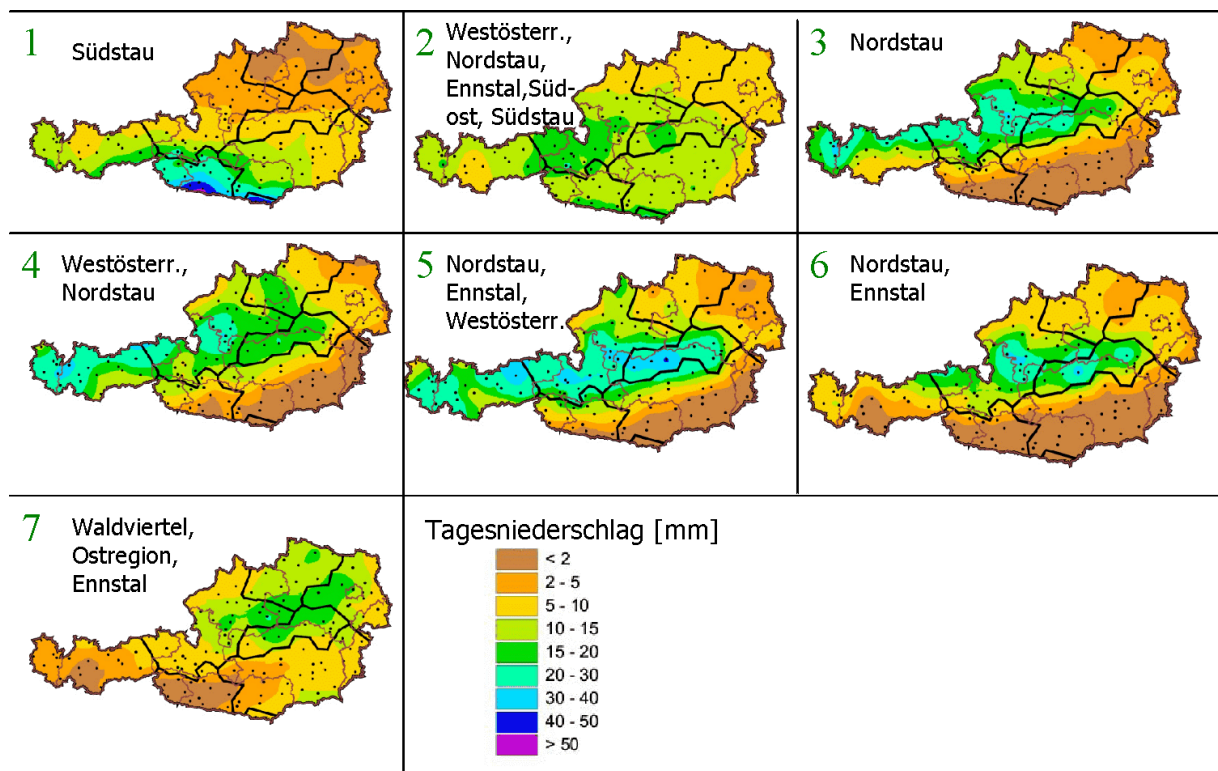 1
Südstau
2
Westösterr.,
Nordstau,
Ennstal,Süd-
ost, Südstau
3
Nordstau
4
Westösterr.,
Nordstau
5
Nordstau,
Ennstal,
Westösterr.
6
Nordstau,
Ennstal
7
Waldviertel,
Ostregion,
Ennstal
Tagesniederschlag [mm]
< 2
2 - 5
5 - 10
10 - 15
15 - 20
20 - 30
30 - 40
40 - 50
> 50